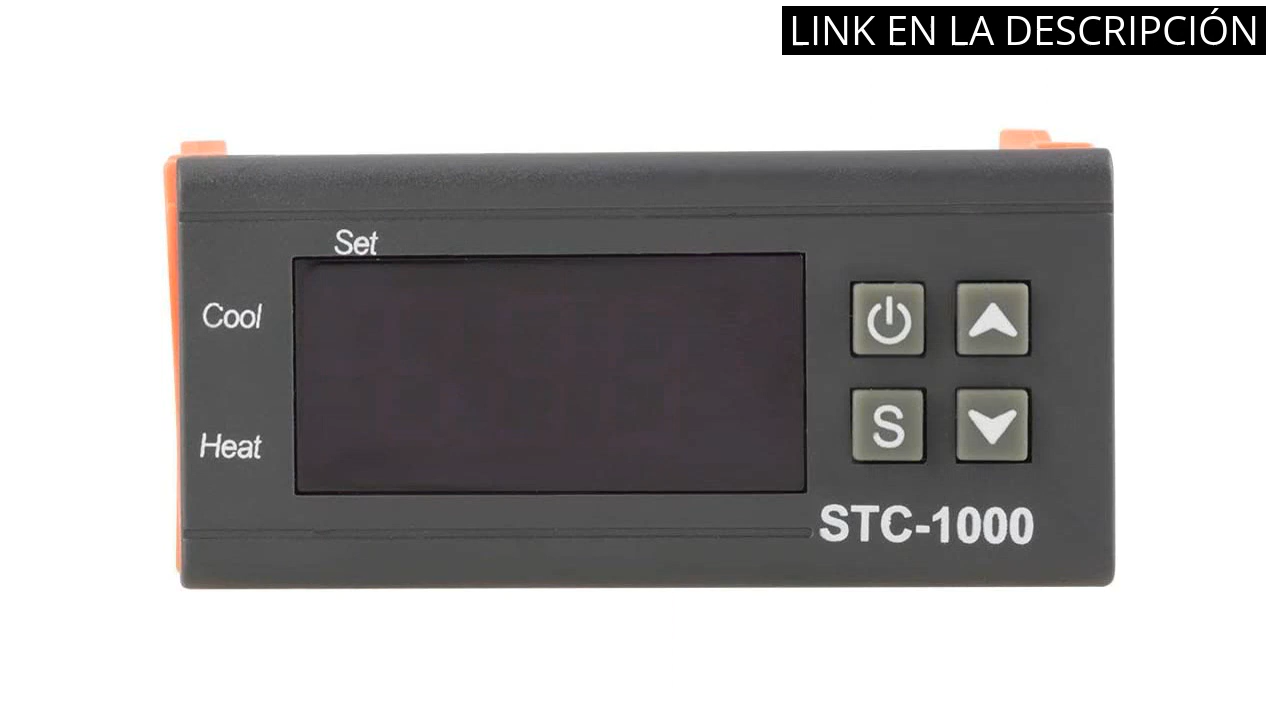 LINK EN LA DESCRIPCIÓN
Set
Cool
Heat
S
STC-1000